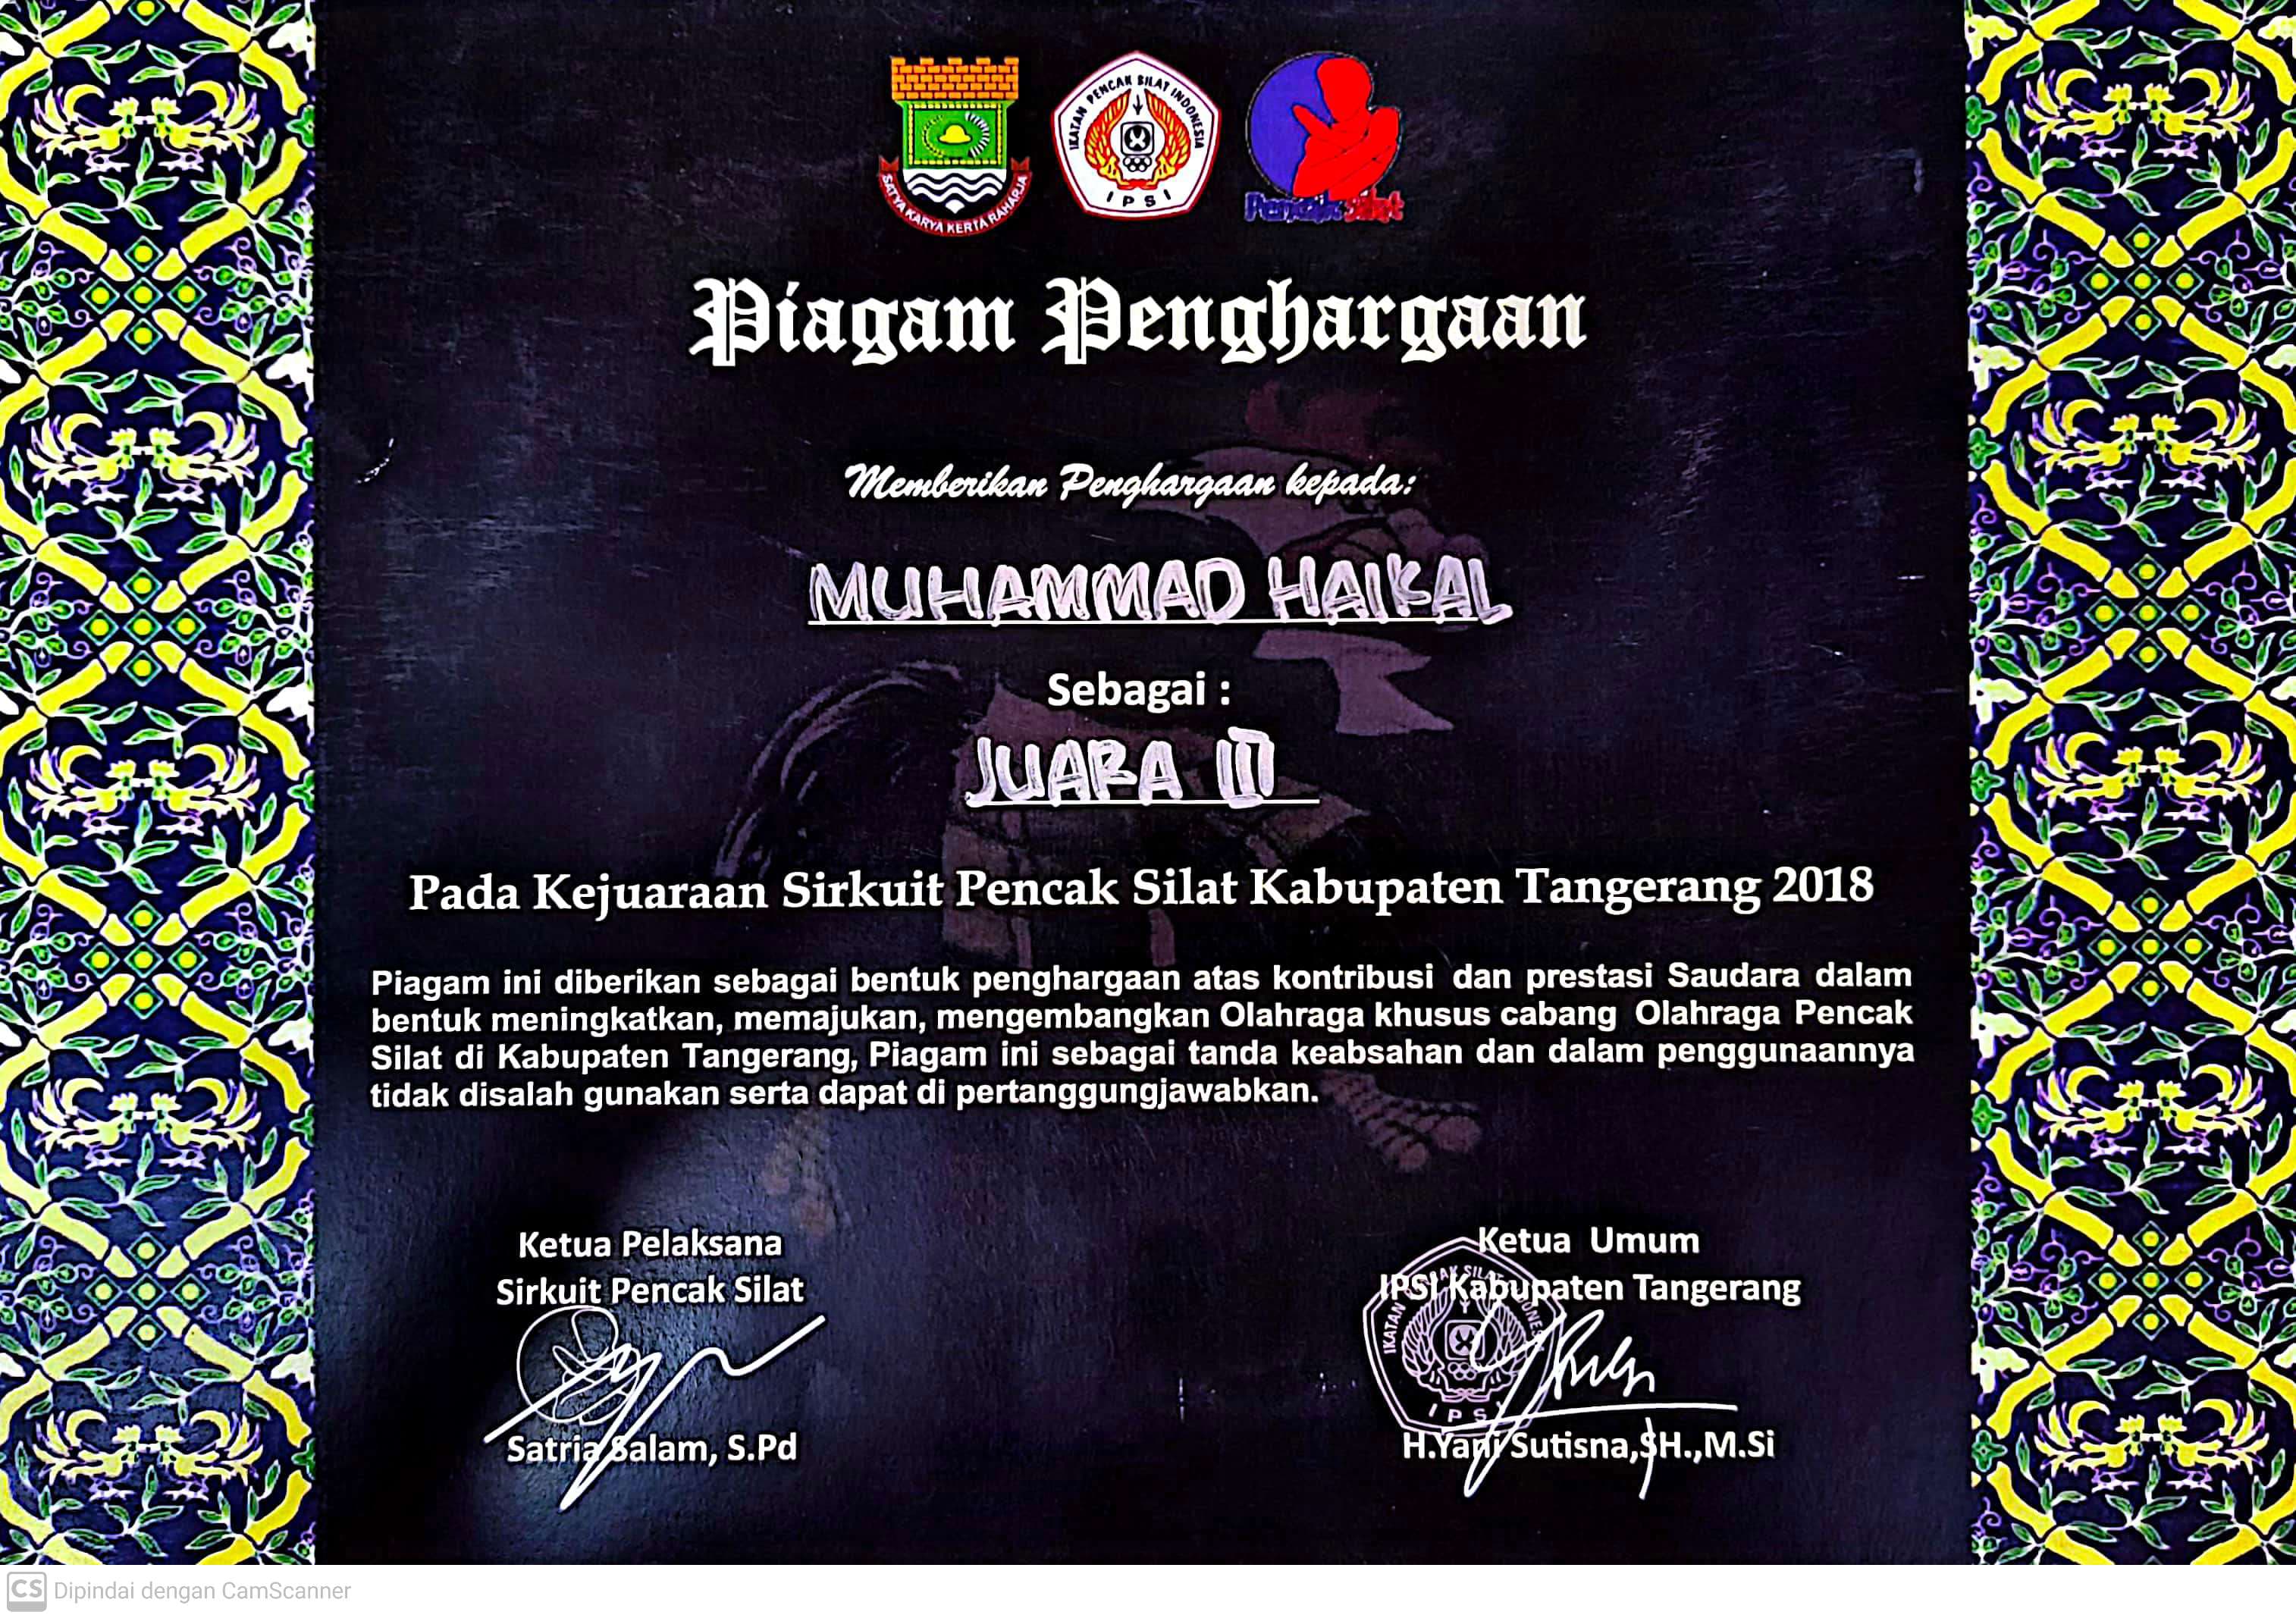 SATYA KARYA KERTA RAHARJA
IKATAN PENCAK SILAT INDONESIA
IPSI
Pencak Silat
Piagam Penghargaan
Memberikan Penghargaan kepada:
MUHAMMAD HAIKAL
Sebagai :
JUARA III
Pada Kejuaraan Sirkuit Pencak Silat Kabupaten Tangerang 2018
Piagam ini diberikan sebagai bentuk penghargaan atas kontribusi dan prestasi Saudara dalam
bentuk meningkatkan, memajukan, mengembangkan Olahraga khusus cabang Olahraga Pencak
Silat di Kabupaten Tangerang, Piagam ini sebagai tanda keabsahan dan dalam penggunaannya
tidak disalah gunakan serta dapat di pertanggungjawabkan.
Ketua Pelaksana
Sirkuit Pencak Silat
Satria Salam, S.Pd
Ketua Umum
IPSI Kabupaten Tangerang
IKATAN PENCAK SILAT INDONESIA
IPSI
H.Yani Sutisna,SH.,M.Si
CS Dipindai dengan CamScanner